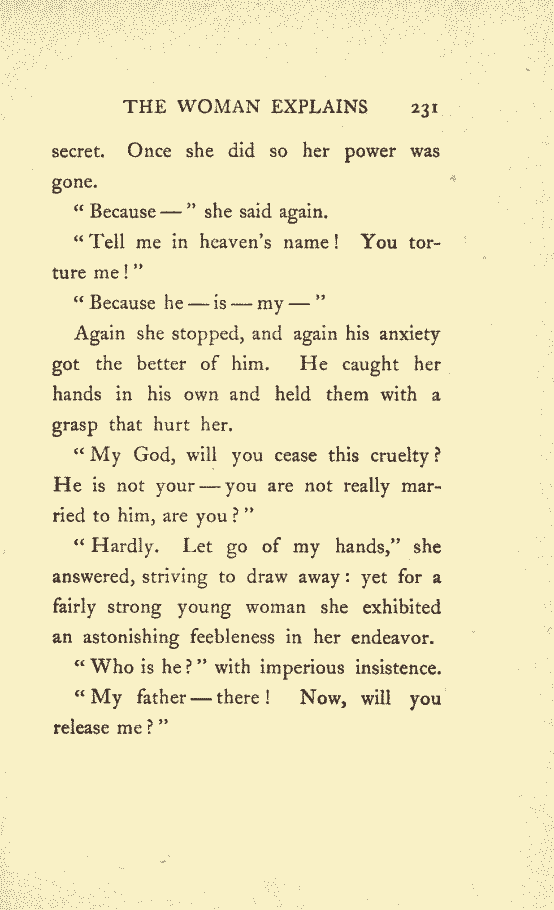 THE WOMAN EXPLAINS 231
secret. Once she did so her power was
gone.
“Because—” she said again.
“Tell me in heaven’s name! You tor-
ture me!”
“Because he—is—my—”
Again she stopped, and again his anxiety
got the better of him. He caught her
hands in his own and held them with a
grasp that hurt her.
“My God, will you cease this cruelty?
He is not your—you are not really mar-
ried to him, are you?”
“Hardly. Let go of my hands,” she
answered, striving to draw away: yet for a
fairly strong young woman she exhibited
an astonishing feebleness in her endeavor.
“Who is he?” with imperious insistence.
“My father—there! Now, will you
release me?”